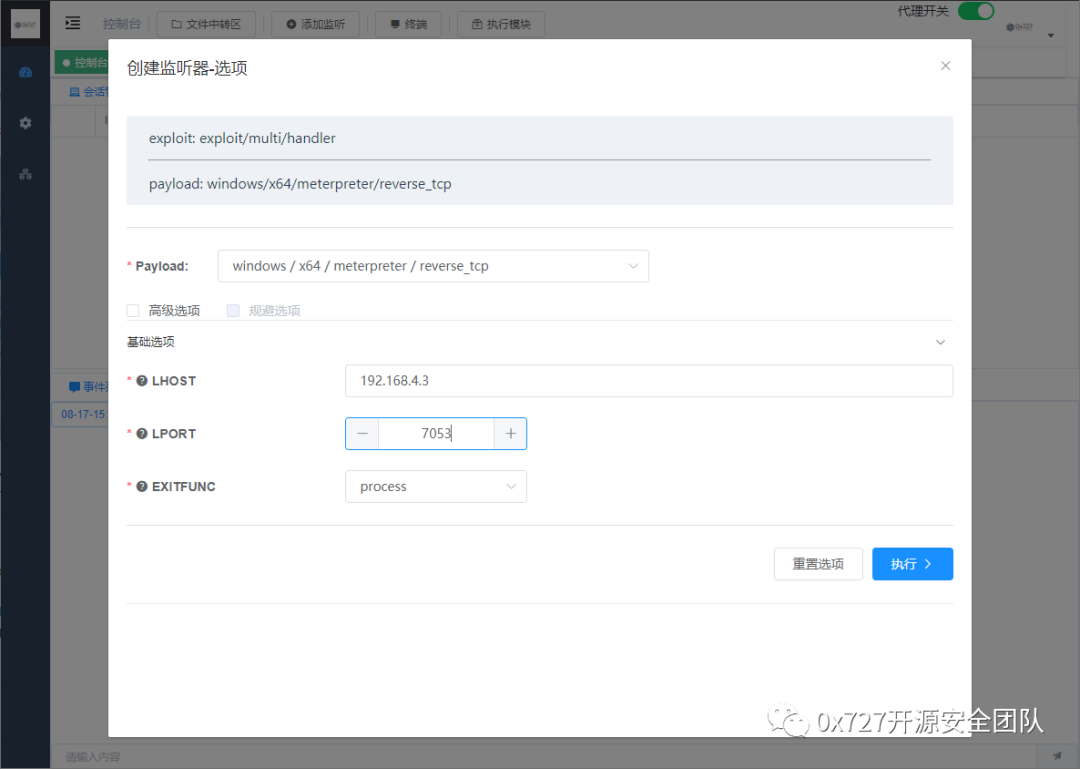 控制台 文件中转区 添加监听 终端 执行模块 代理开关
0x727
控制台
会话
创建监听器-选项
exploit: exploit/multi/handler
payload: windows/x64/meterpreter/reverse_tcp
* Payload: windows / x64 / meterpreter / reverse_tcp
高级选项 规避选项
基础选项
* LHOST 192.168.4.3
* LPORT 7053
* EXITFUNC process
事件
08-17-15:
重置选项 执行
0x727开源安全团队
请输入内容